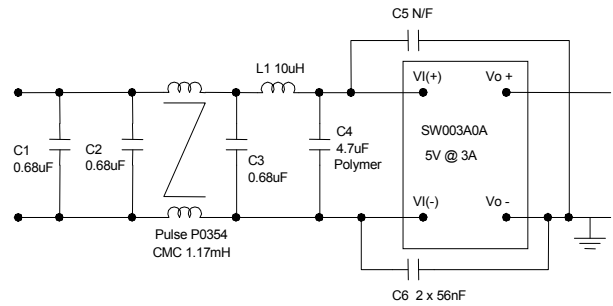 C5 N/F
L1 10uH
VI(+)
Vo +
C1
0.68uF
C2
0.68uF
C3
0.68uF
C4
4.7uF
Polymer
SW003A0A
5V @ 3A
VI(-)
Vo -
Pulse P0354
CMC 1.17mH
C6 2 x 56nF